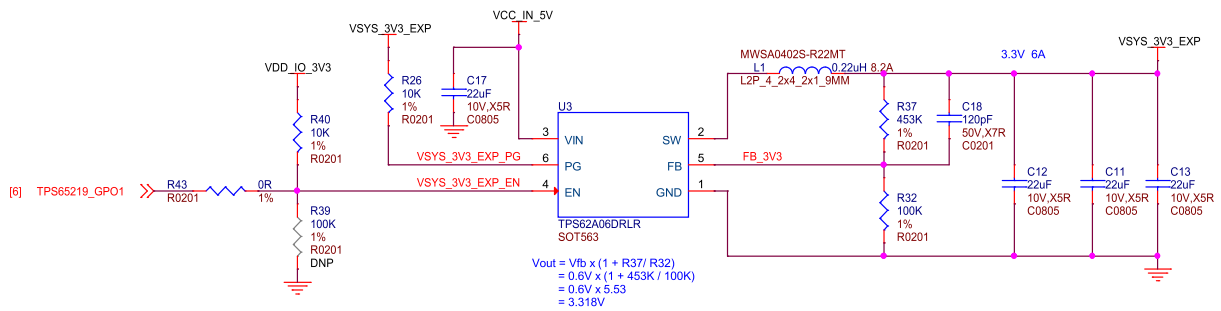 VCC_IN_5V
VSYS_3V3_EXP
VDD_IO_3V3
R26
10K
1%
R0201
C17
22uF
10V,X5R
C0805
R40
10K
1%
R0201
MWSA0402S-R22MT
L1 0.22uH 8.2A
L2P_4_2x4_2x1_9MM
3.3V 6A
VSYS_3V3_EXP
R37
453K
1%
R0201
C18
120pF
50V,X7R
C0201
U3
3 VIN SW 2
VSYS_3V3_EXP_PG 6 PG FB 5 FB_3V3
VSYS_3V3_EXP_EN 4 EN GND 1
TPS62A06DRLR
SOT563
[6] TPS65219_GPO1 R43 0R
R0201 1%
R39
100K
1%
R0201
DNP
R32
100K
1%
R0201
C12
22uF
10V,X5R
C0805
C11
22uF
10V,X5R
C0805
C13
22uF
10V,X5R
C0805
Vout = Vfb x (1 + R37/ R32)
= 0.6V x (1 + 453K / 100K)
= 0.6V x 5.53
= 3.318V